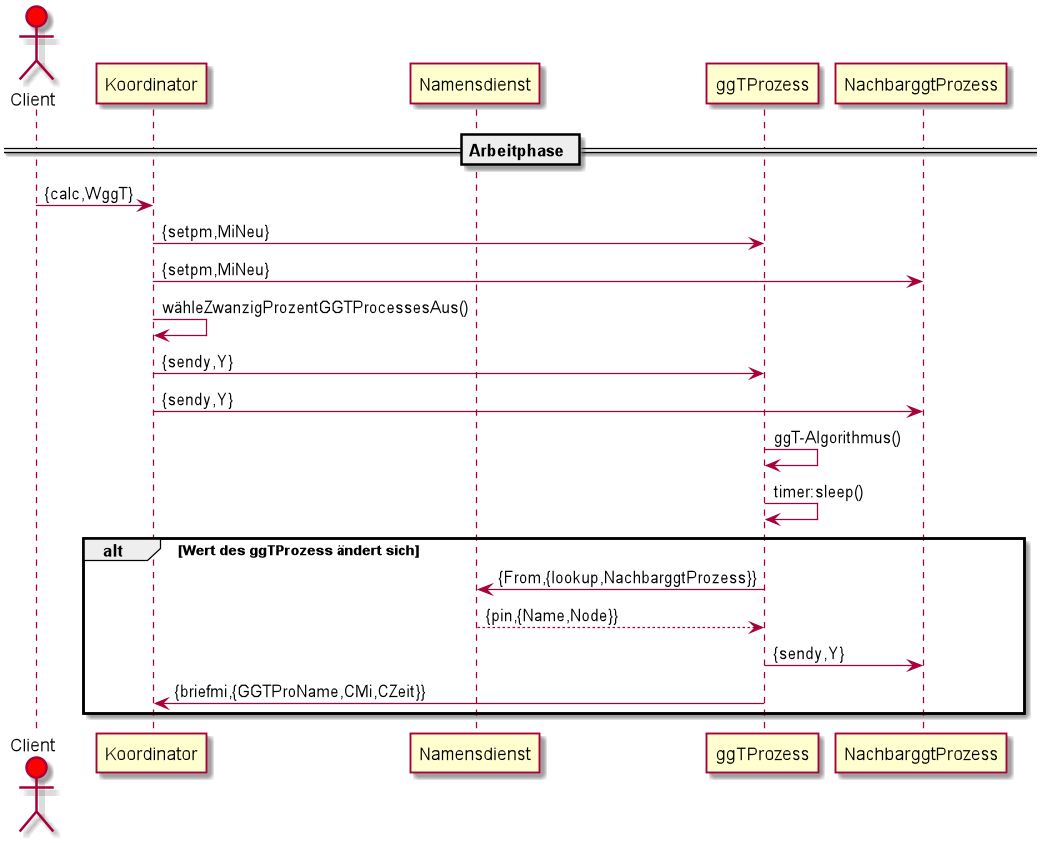 Client
Koordinator
Namensdienst
ggTProzess
NachbarggtProzess
Arbeitphase
{calc,WggT}
{setpm,MiNeu}
{setpm,MiNeu}
wähleZwanzigProzentGGTProcessesAus()
{sendy,Y}
{sendy,Y}
ggT-Algorithmus()
timer:sleep()
alt [Wert des ggTProzess ändert sich]
{From,{lookup,NachbarggtProzess}}
{pin,{Name,Node}}
{sendy,Y}
{briefmi,{GGTProName,CMi,CZeit}}
Client
Koordinator
Namensdienst
ggTProzess
NachbarggtProzess